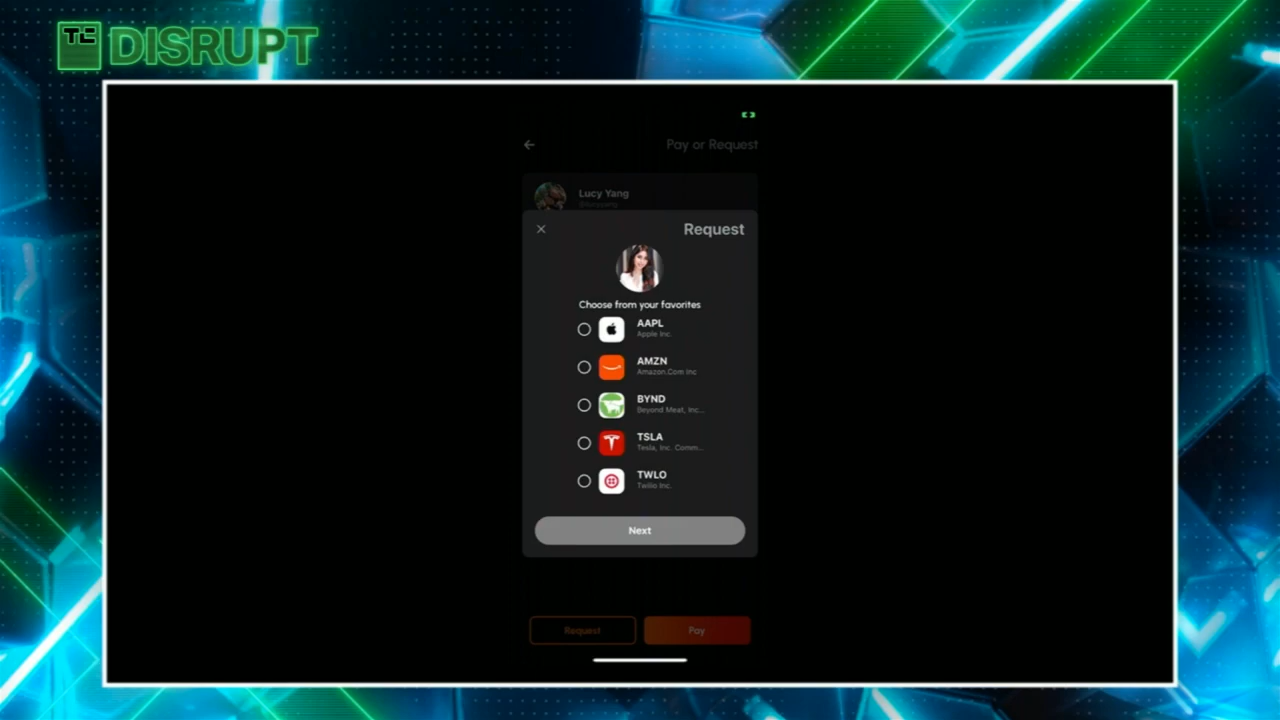 TC DISRUPT
Pay or Request
Lucy Yang
Request
Choose from your favorites
AAPL
Apple Inc.
AMZN
Amazon.Com Inc
BYND
Beyond Meat, Inc...
TSLA
Tesla, Inc. Comm...
TWLO
Twilio Inc.
Next
Request
Pay